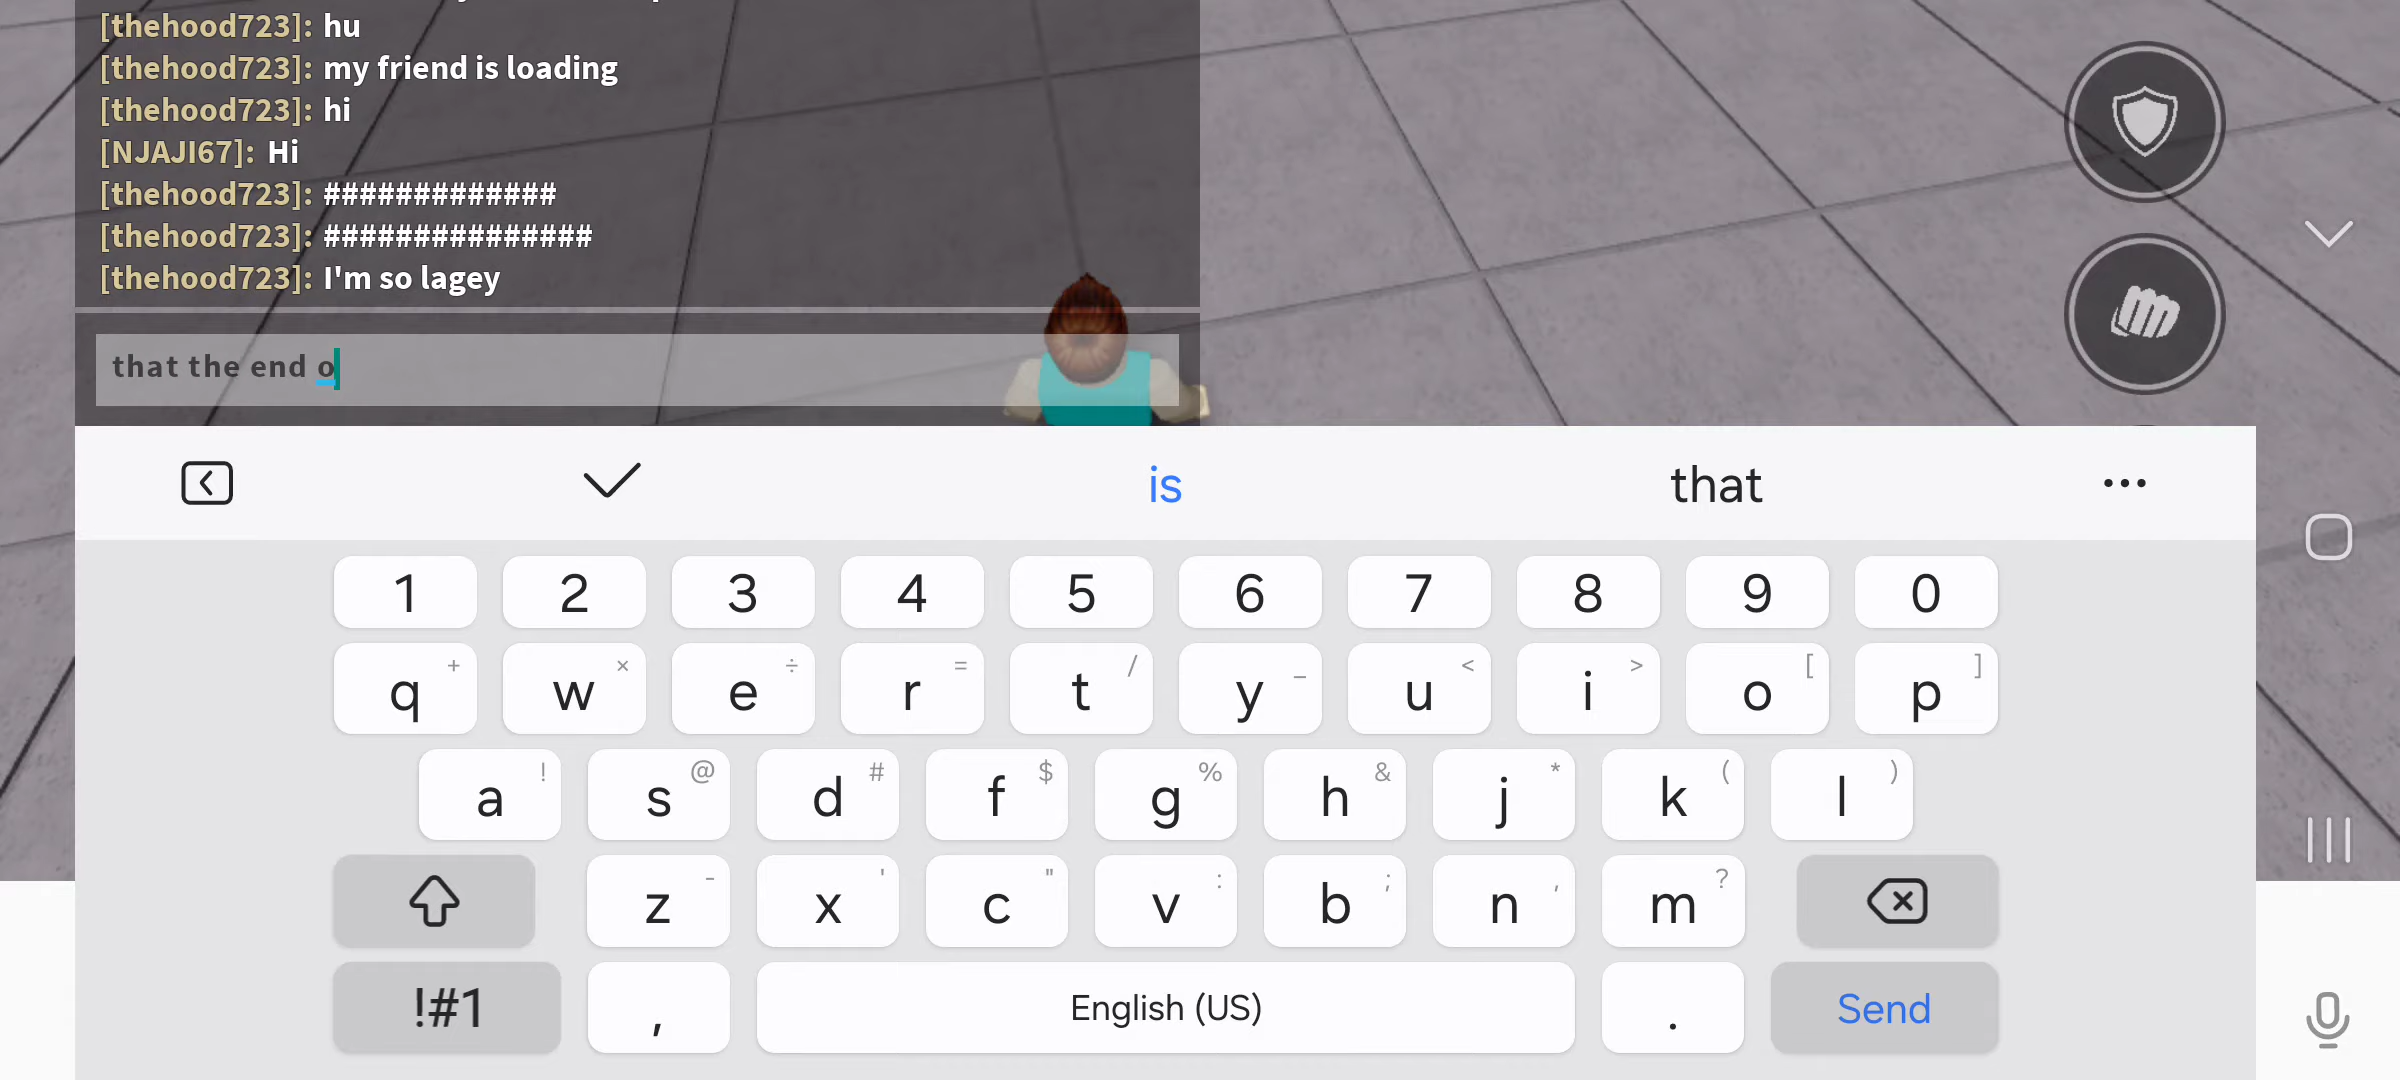 [thehood723]: hu
[thehood723]: my friend is loading
[thehood723]: hi
[NJAJI67]: Hi
[thehood723]: #############
[thehood723]: ###############
[thehood723]: I'm so lagey
that the end o
is that
1 2 3 4 5 6 7 8 9 0
q + w × e ÷ r = t / y _ u < i > o [ p ]
a ! s @ d # f $ g % h & j * k ( l )
z - x ' c " v : b ; n , m ?
!#1 , English (US) . Send